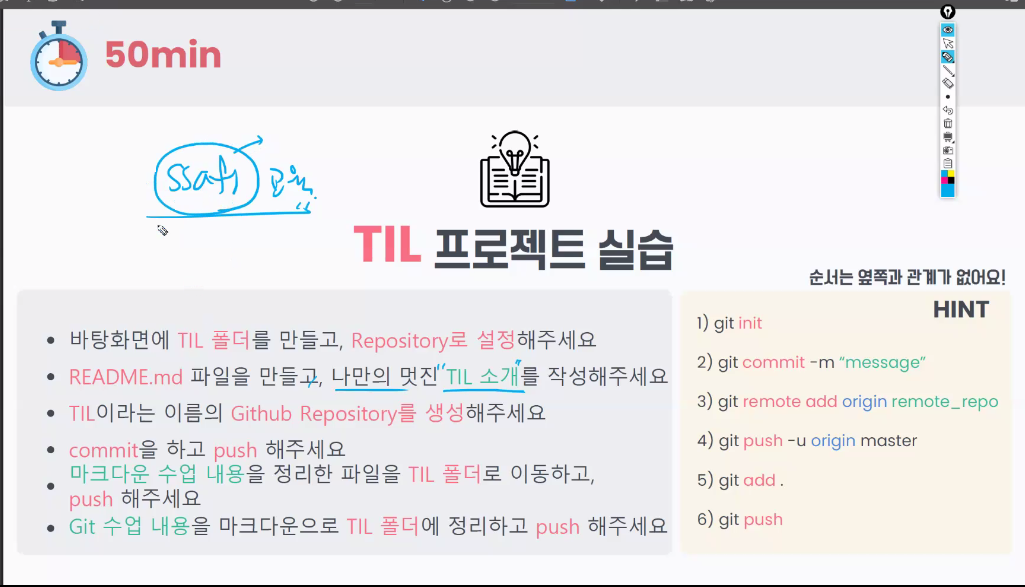 50min
TIL 프로젝트 실습
순서는 옆쪽과 관계가 없어요!
바탕화면에 TIL 폴더를 만들고, Repository로 설정해주세요
README.md 파일을 만들고, 나만의 멋진 "TIL 소개"를 작성해주세요
TIL이라는 이름의 Github Repository를 생성해주세요
commit을 하고 push 해주세요
마크다운 수업 내용을 정리한 파일을 TIL 폴더로 이동하고,
push 해주세요
Git 수업 내용을 마크다운으로 TIL 폴더에 정리하고 push 해주세요
HINT
1) git init
2) git commit -m “message”
3) git remote add origin remote_repo
4) git push -u origin master
5) git add .
6) git push